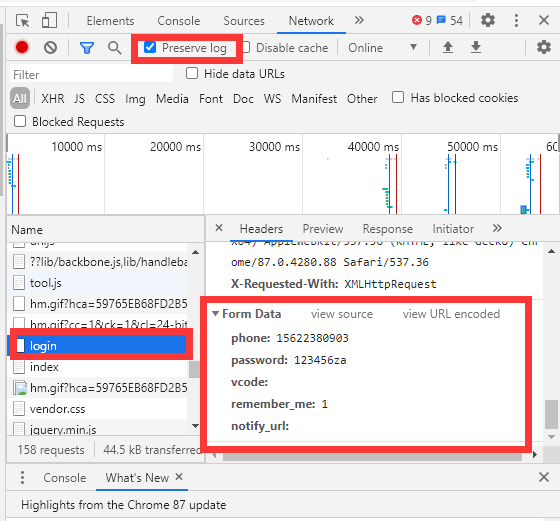 Elements Console Sources Network » 9 54
Preserve log Disable cache Online
Filter Hide data URLs
All XHR JS CSS Img Media Font Doc WS Manifest Other Has blocked cookies
Blocked Requests
10000 ms 20000 ms 30000 ms 40000 ms 50000 ms 60
Name
??lib/backbone.js,lib/handleba
tool.js
hm.gif?hca=59765EB68FD2B5
hm.gif?cc=1&ck=1&cl=24-bit
login
index
hm.gif?hca=59765EB68FD2B5
vendor.css
jquery.min.js
158 requests 44.5 kB transferred
× Headers Preview Response Initiator »
X64) AppleWebKit/537.36 (KHTML, like Gecko) Chr
ome/87.0.4280.88 Safari/537.36
X-Requested-With: XMLHttpRequest
▼ Form Data view source view URL encoded
phone: 15622380903
password: 123456za
vcode:
remember_me: 1
notify_url:
Console What's New ×
Highlights from the Chrome 87 update